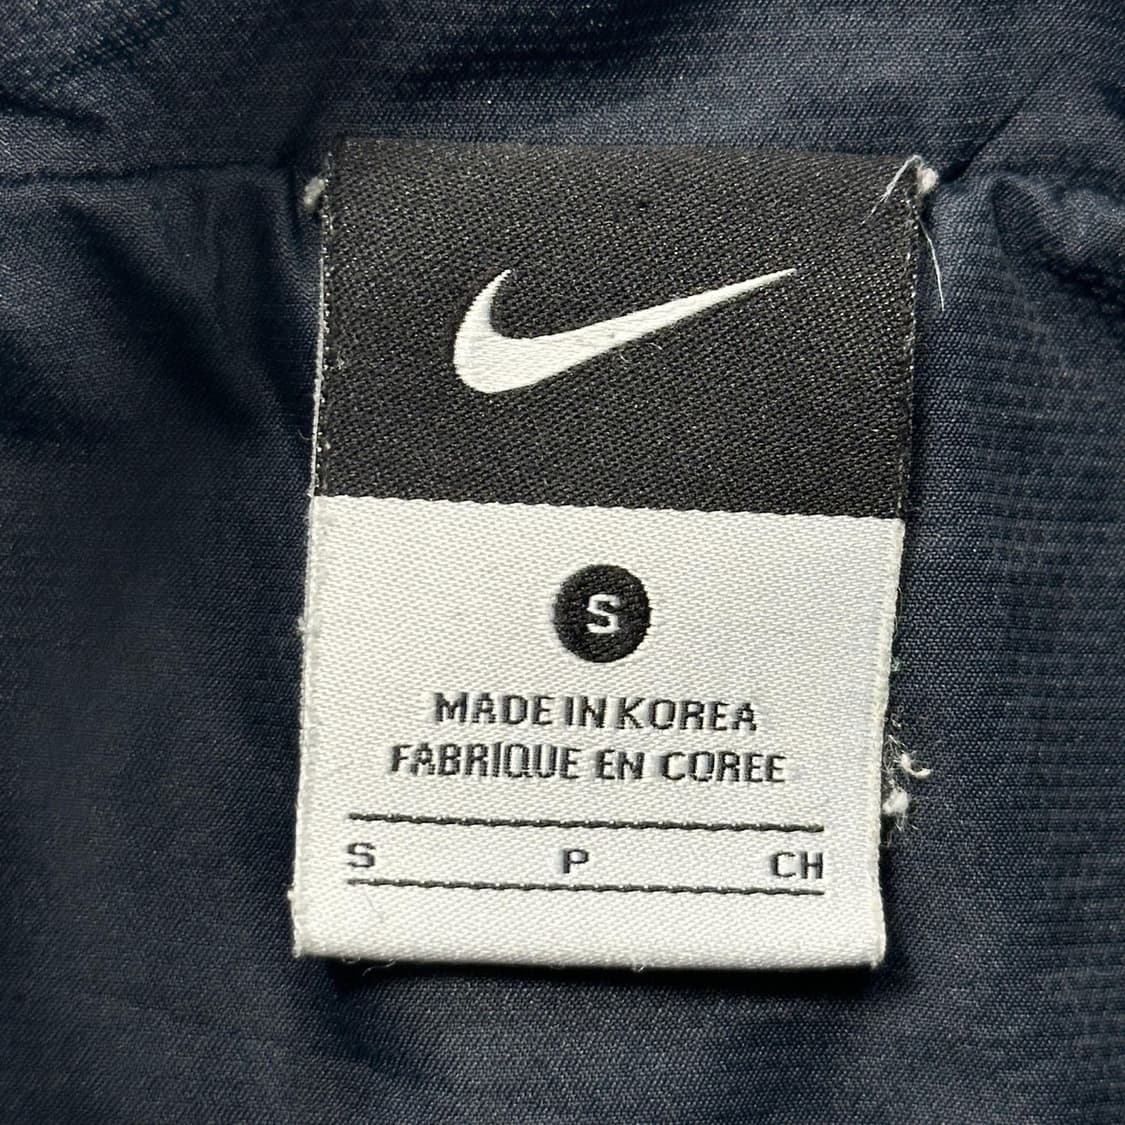 S
MADE IN KOREA
FABRIQUE EN COREE
S P CH